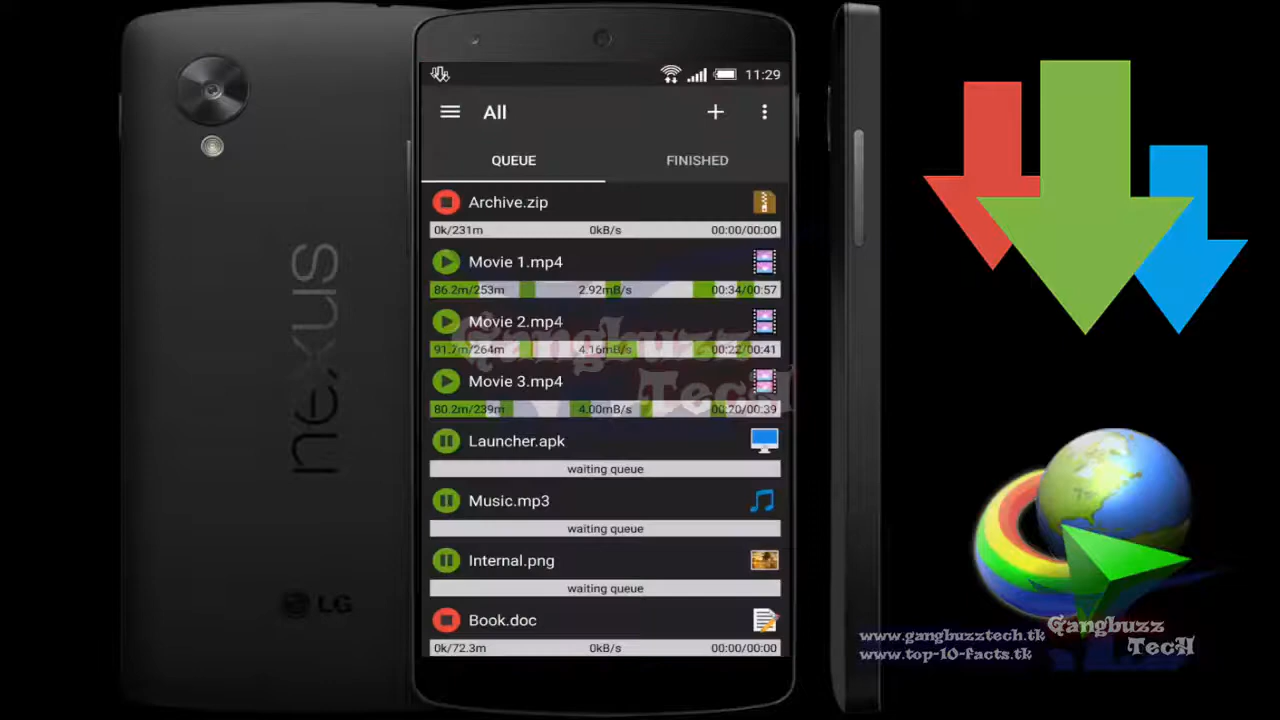 11:29
All
QUEUE
FINISHED
Archive.zip
0k/231m 0kB/s 00:00/00:00
Movie 1.mp4
86.2m/253m 2.92mB/s 00:34/00:57
Movie 2.mp4
91.7m/264m 4.16mB/s 00:22/00:41
Movie 3.mp4
80.2m/239m 4.00mB/s 00:20/00:39
Launcher.apk
waiting queue
Music.mp3
waiting queue
Internal.png
waiting queue
Book.doc
0k/72.3m 0kB/s 00:00/00:00
Gangbuzz
TecH
nexus
LG
www.gangbuzztech.tk
www.top-10-facts.tk
Gangbuzz
TecH